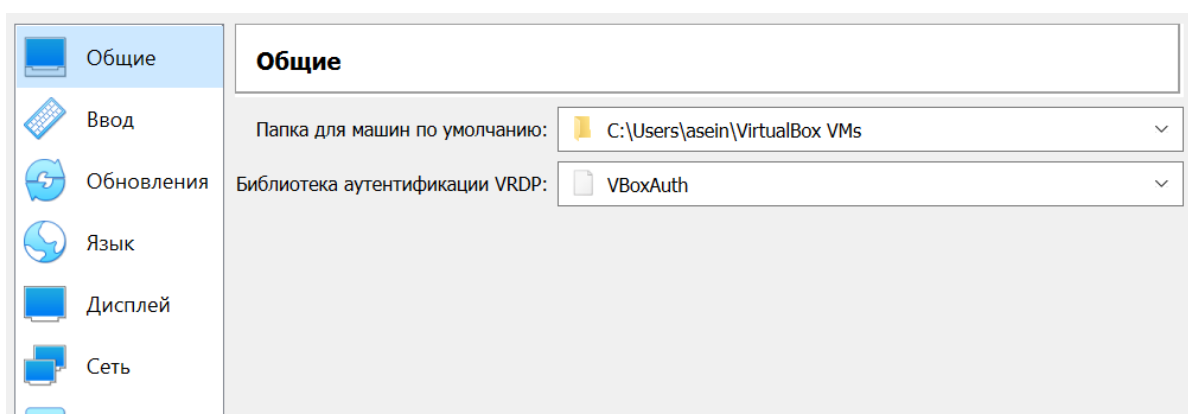 Общие
Ввод
Обновления
Язык
Дисплей
Сеть
Общие
Папка для машин по умолчанию: C:\Users\asein\VirtualBox VMs
Библиотека аутентификации VRDP: VBoxAuth